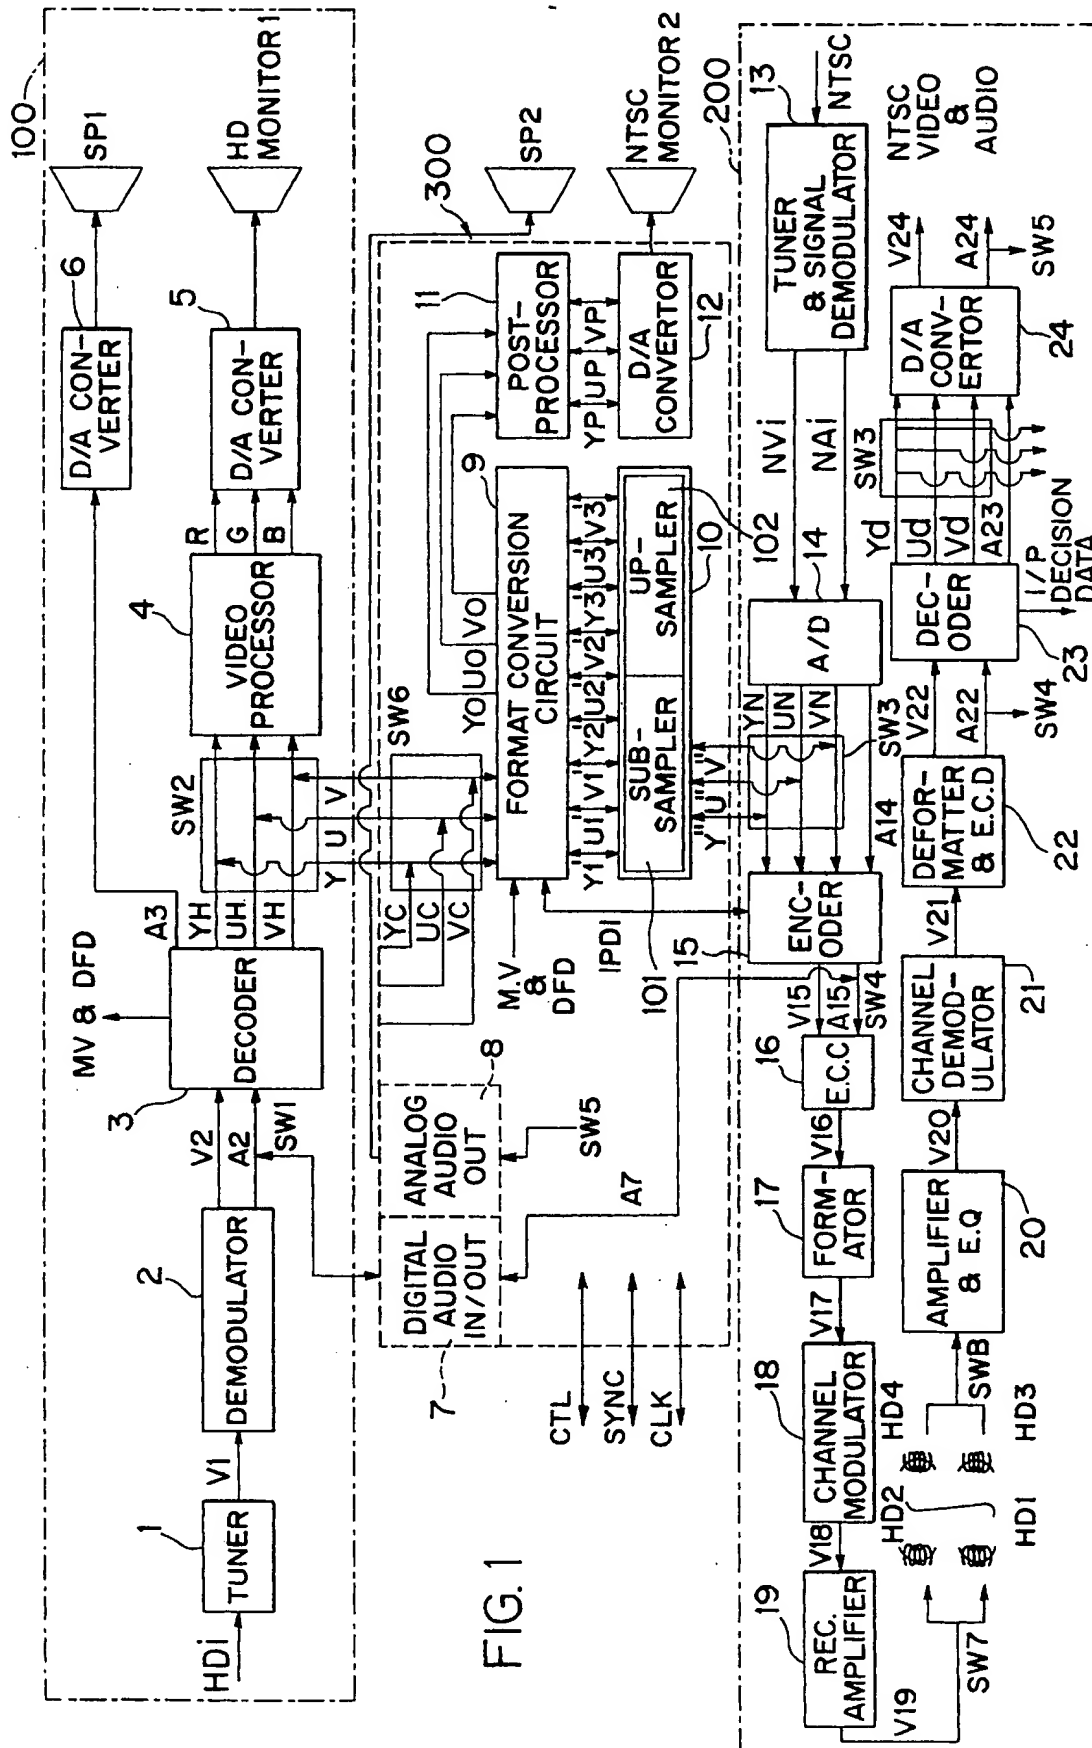 100
HDi
1
TUNER
V1
2
DEMODULATOR
V2
A2
SW1
3
DECODER
MV & DFD
A3
YH
UH
VH
SW2
4
VIDEO
PROCESSOR
R
G
B
5
D/A CON-
VERTER
6
D/A CON-
VERTER
SP1
HD
MONITOR1
Y
U
V
300
7
DIGITAL
AUDIO
IN/OUT
8
ANALOG
AUDIO
OUT
SW5
A7
CTL
SYNC
CLK
YC
UC
VC
SW6
M.V
&
DFD
IPDI
9
FORMAT CONVERSION
CIRCUIT
YO
UO
VO
Y1"
U1"
V1"
Y2"
U2"
V2"
Y3"
U3"
V3"
SUB-
SAMPLER
UP-
SAMPLER
101
102
10
11
POST-
PROCESSOR
YP
UP
VP
D/A
CONVERTOR
12
SP2
NTSC
MONITOR 2
Y"
U"
V"
200
NTSC
13
TUNER
& SIGNAL
DEMODULATOR
NVi
NAi
14
A/D
YN
UN
VN
SW3
A14
15
ENC-
ODER
V15
A15
SW4
16
E.C.C
V16
17
FORM-
ATOR
V17
18
CHANNEL
MODULATOR
V18
19
REC.
AMPLIFIER
V19
SW7
HD2
HD1
HD4
HD3
SWB
AMPLIFIER
& E.Q
20
V20
CHANNEL
DEMOD-
ULATOR
21
V21
DEFOR-
MATTER
& E.C.D
22
V22
A22
SW4
DEC-
ODER
23
I/P
DECISION
DATA
Yd
Ud
Vd
A23
SW3
D/A
CONV-
ERTOR
24
V24
A24
SW5
NTSC
VIDEO
&
AUDIO
FIG. 1